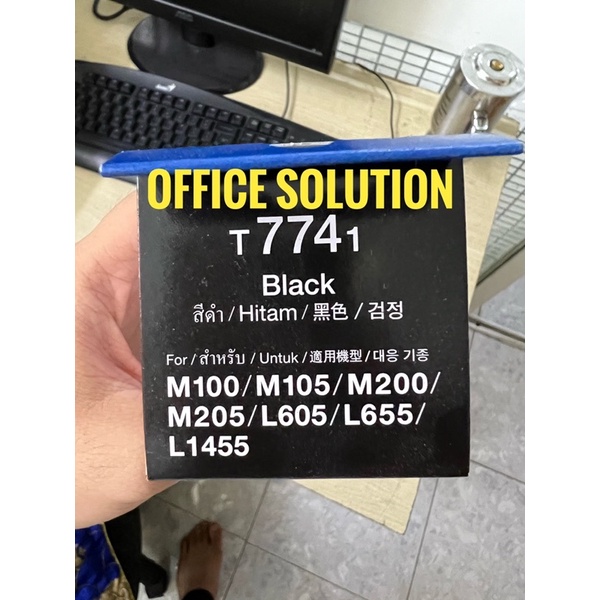 OFFICE SOLUTION
T 7741
Black
สีดำ / Hitam / 黑色 / 검정
For / สำหรับ / Untuk / 適用機型 / 대응 기종
M100/M105/M200/
M205/L605/L655/
L1455